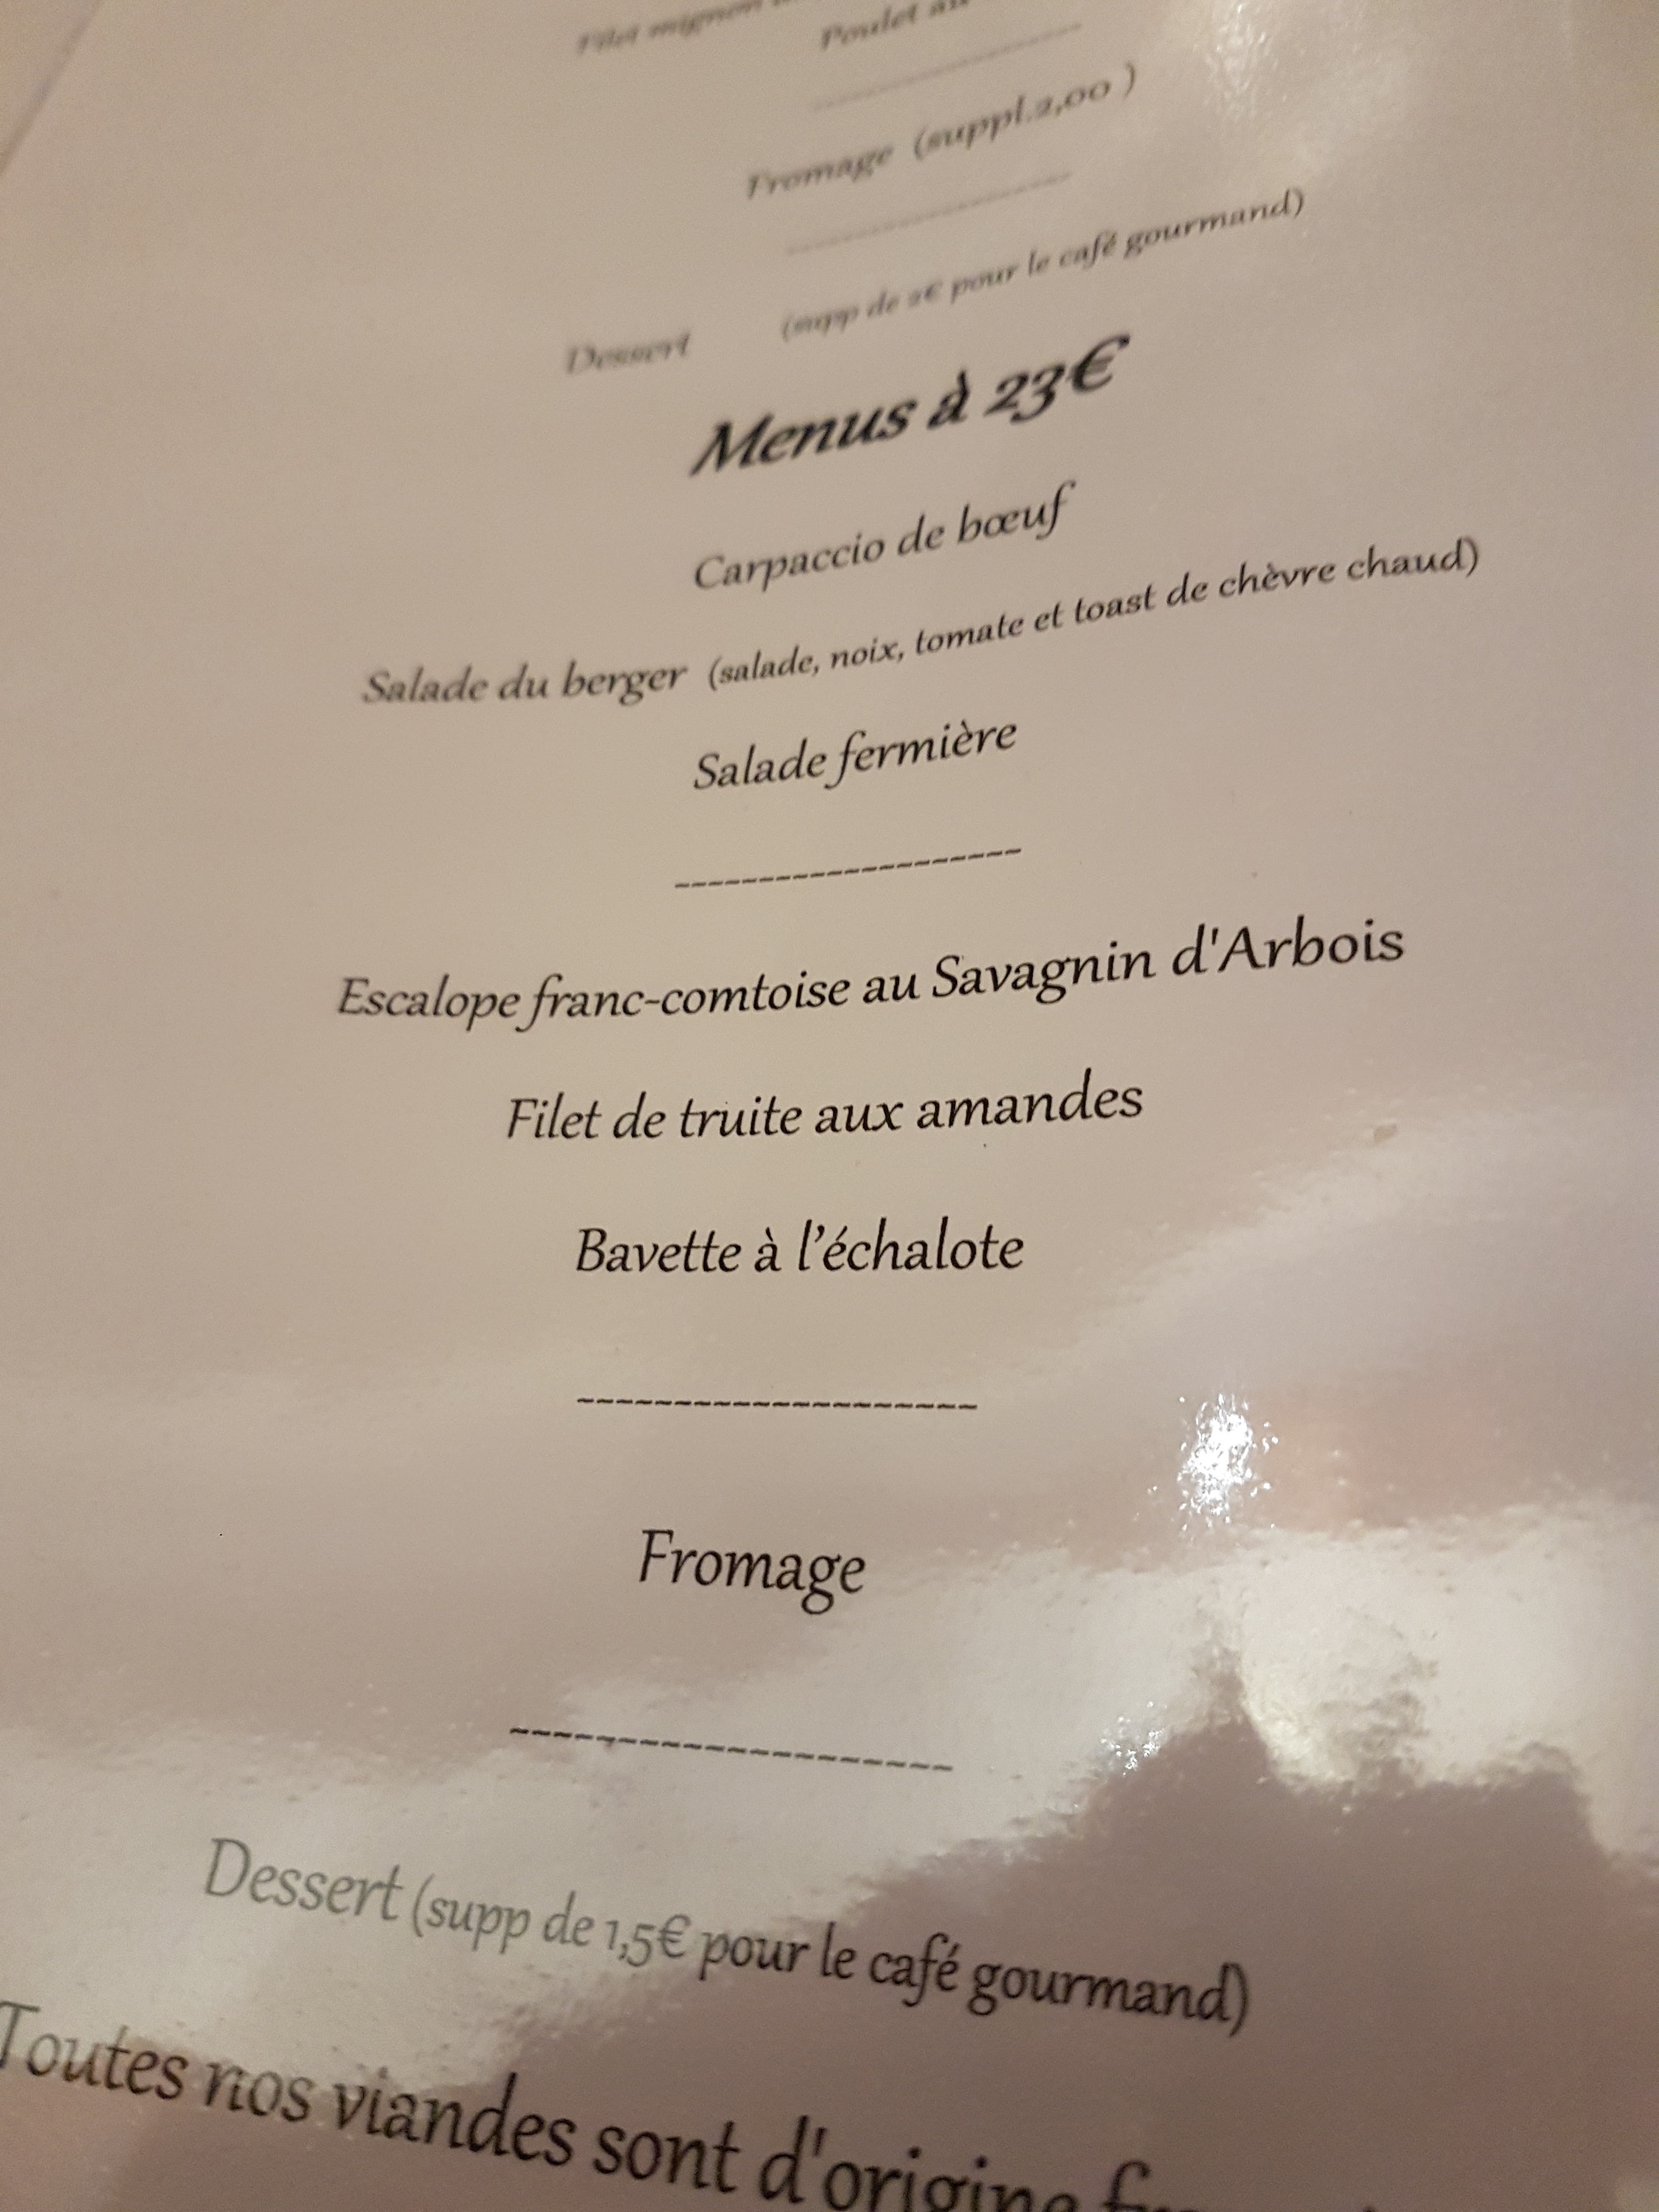 Filet mignon
Poulet au
--------------------
Fromage (suppl.2,00 )
--------------------
Dessert (supp de 2€ pour le café gourmand)
Menus à 23€
Carpaccio de bœuf
Salade du berger (salade, noix, tomate et toast de chèvre chaud)
Salade fermière
~~~~~~~~~~~~~~~~~~~~
Escalope franc-comtoise au Savagnin d'Arbois
Filet de truite aux amandes
Bavette à l’échalote
~~~~~~~~~~~~~~~~~~~~
Fromage
~~~~~~~~~~~~~~~~~~~~
Dessert (supp de 1,5€ pour le café gourmand)
Toutes nos viandes sont d'origine